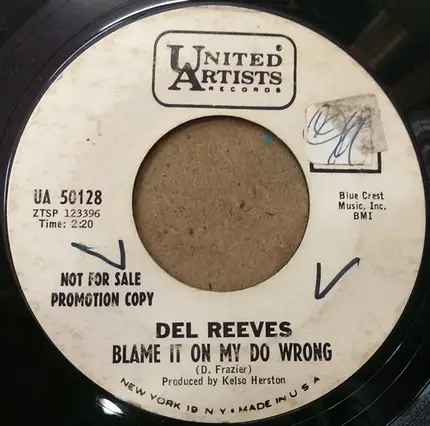 UNITED
ARTISTS
RECORDS
UA 50128
ZTSP 123396
Time: 2:20
Blue Crest
Music, Inc.
BMI
NOT FOR SALE
PROMOTION COPY
DEL REEVES
BLAME IT ON MY DO WRONG
(D. Frazier)
Produced by Kelso Herston
NEW YORK 19 N Y • MADE IN U S A